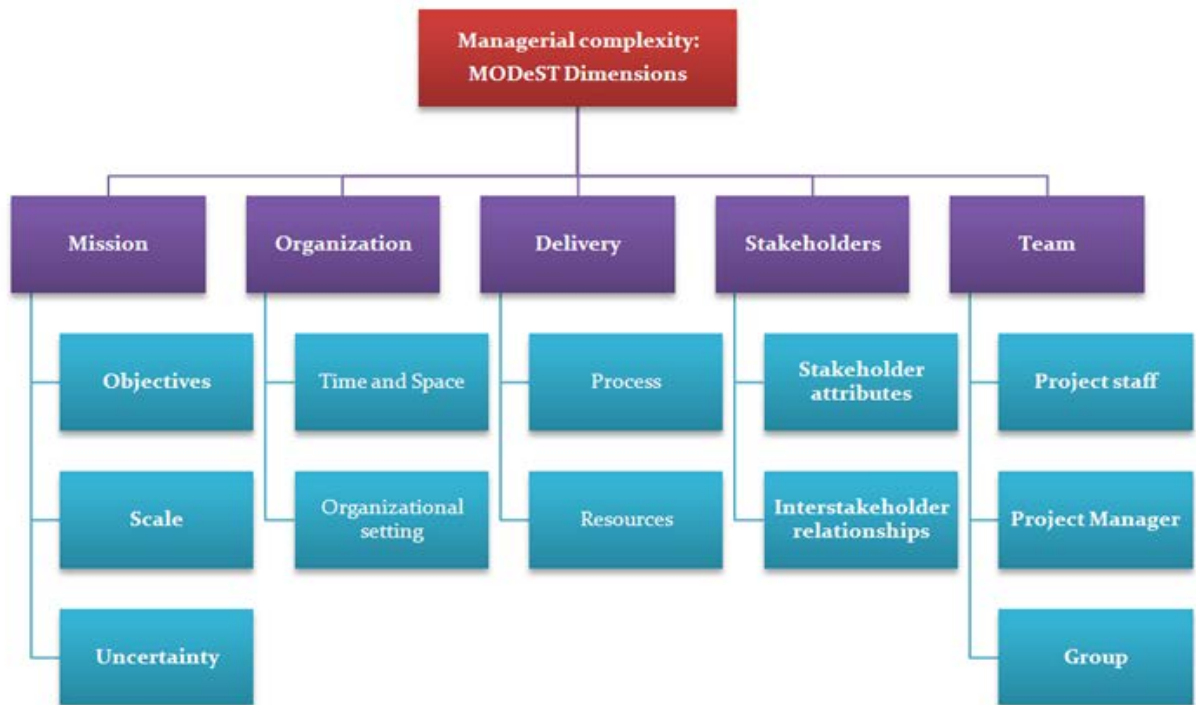 Managerial complexity:
MODeST Dimensions
Mission
Organization
Delivery
Stakeholders
Team
Objectives
Time and Space
Process
Stakeholder
attributes
Project staff
Scale
Organizational
setting
Resources
Interstakeholder
relationships
Project Manager
Uncertainty
Group